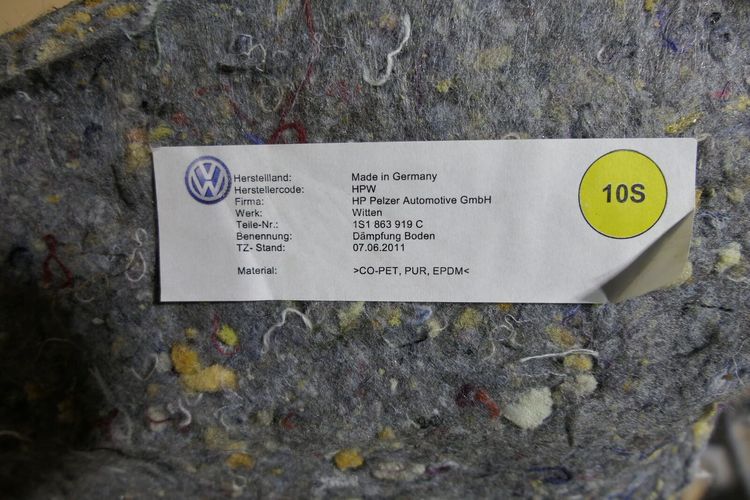 Herstelland: Made in Germany
Herstellercode: HPW
Firma: HP Pelzer Automotive GmbH
Werk: Witten
Teile-Nr.: 1S1 863 919 C
Benennung: Dämpfung Boden
TZ- Stand: 07.06.2011
Material: >CO-PET, PUR, EPDM<
10S